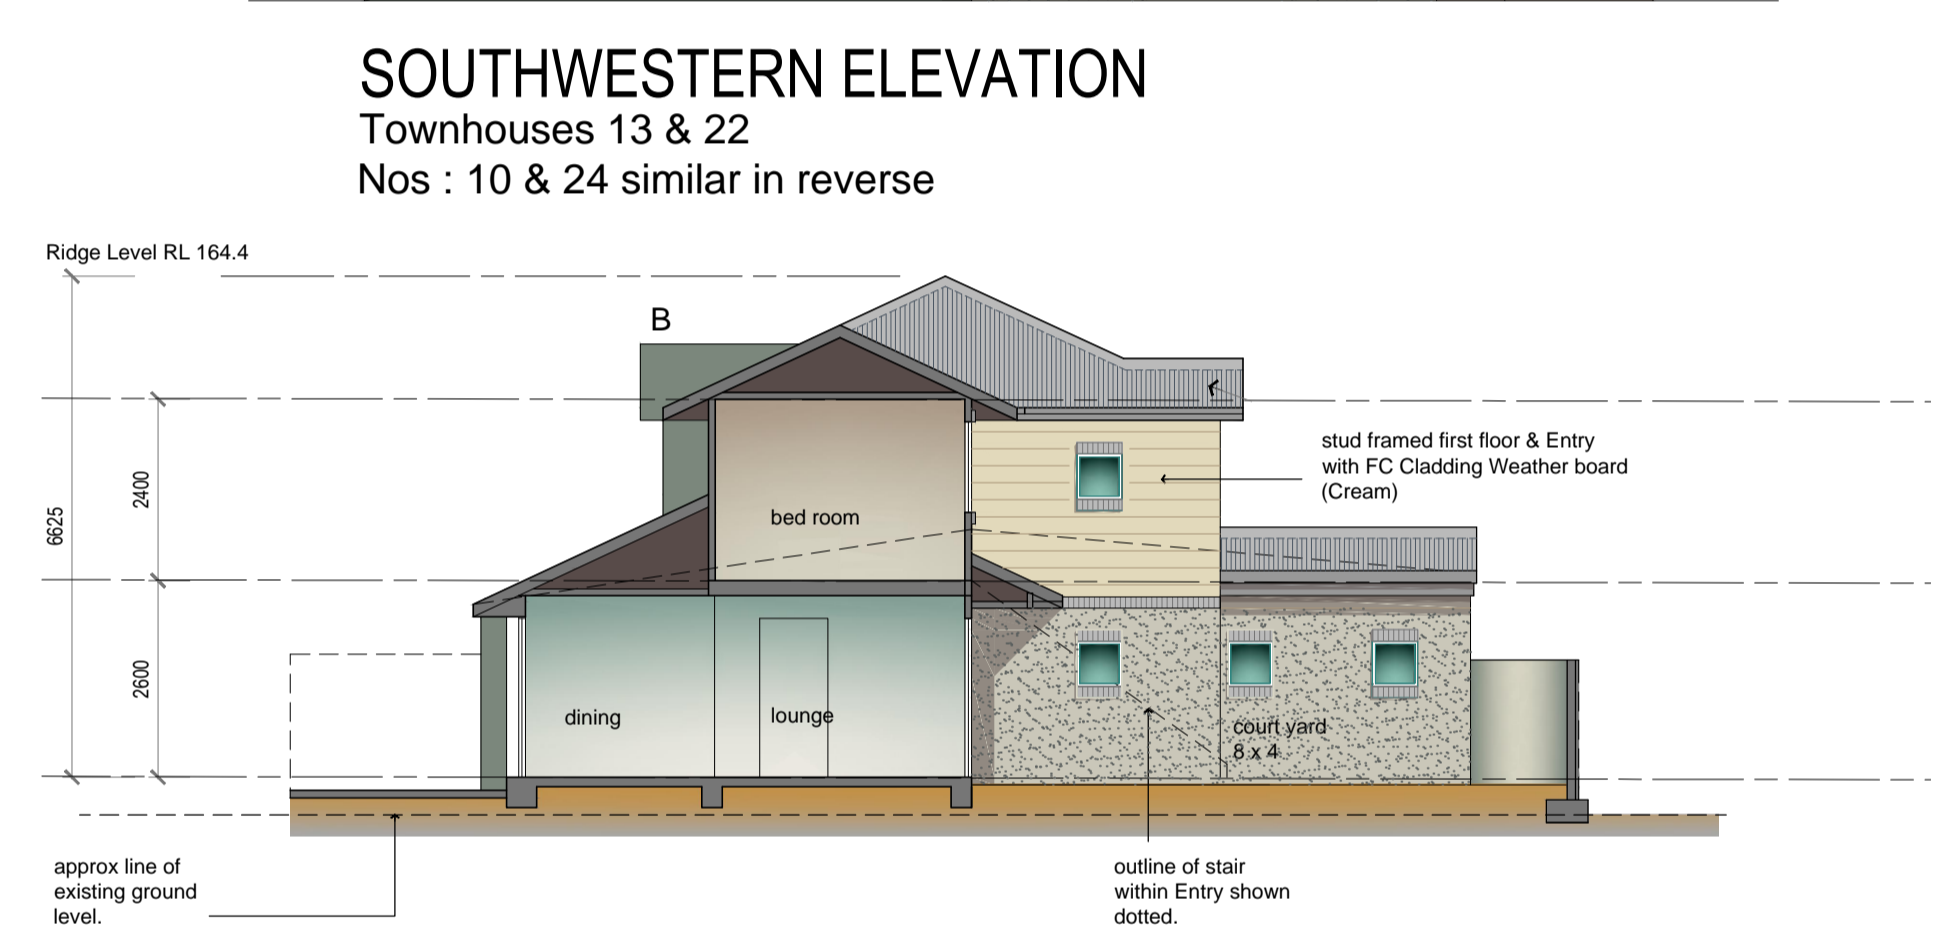 SOUTHWESTERN ELEVATION
Townhouses 13 & 22
Nos : 10 & 24 similar in reverse
Ridge Level RL 164.4
B
6625
2400
2600
stud framed first floor & Entry
with FC Cladding Weather board
(Cream)
bed room
dining
lounge
court yard
8 x 4
approx line of
existing ground
level.
outline of stair
within Entry shown
dotted.